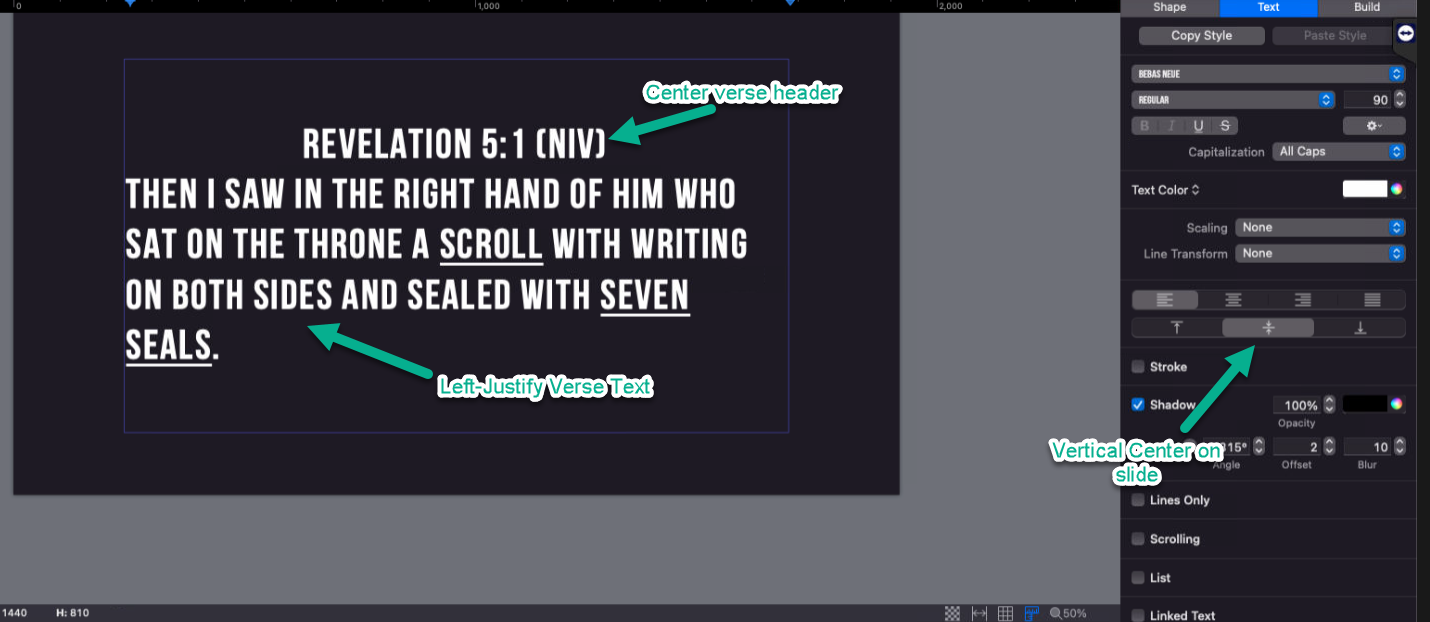 0
1,000
2,000
Shape
Text
Build
Copy Style
Paste Style
Center verse header
BEBAS NEUE
REGULAR
90
B I U S
Capitalization
All Caps
REVELATION 5:1 (NIV)
THEN I SAW IN THE RIGHT HAND OF HIM WHO
SAT ON THE THRONE A SCROLL WITH WRITING
ON BOTH SIDES AND SEALED WITH SEVEN
SEALS.
Left-Justify Verse Text
Text Color
Scaling
None
Line Transform
None
Stroke
Shadow
100%
Opacity
Vertical Center on
slide
Angle
2
Offset
10
Blur
Lines Only
Scrolling
List
Linked Text
1440
H: 810
50%